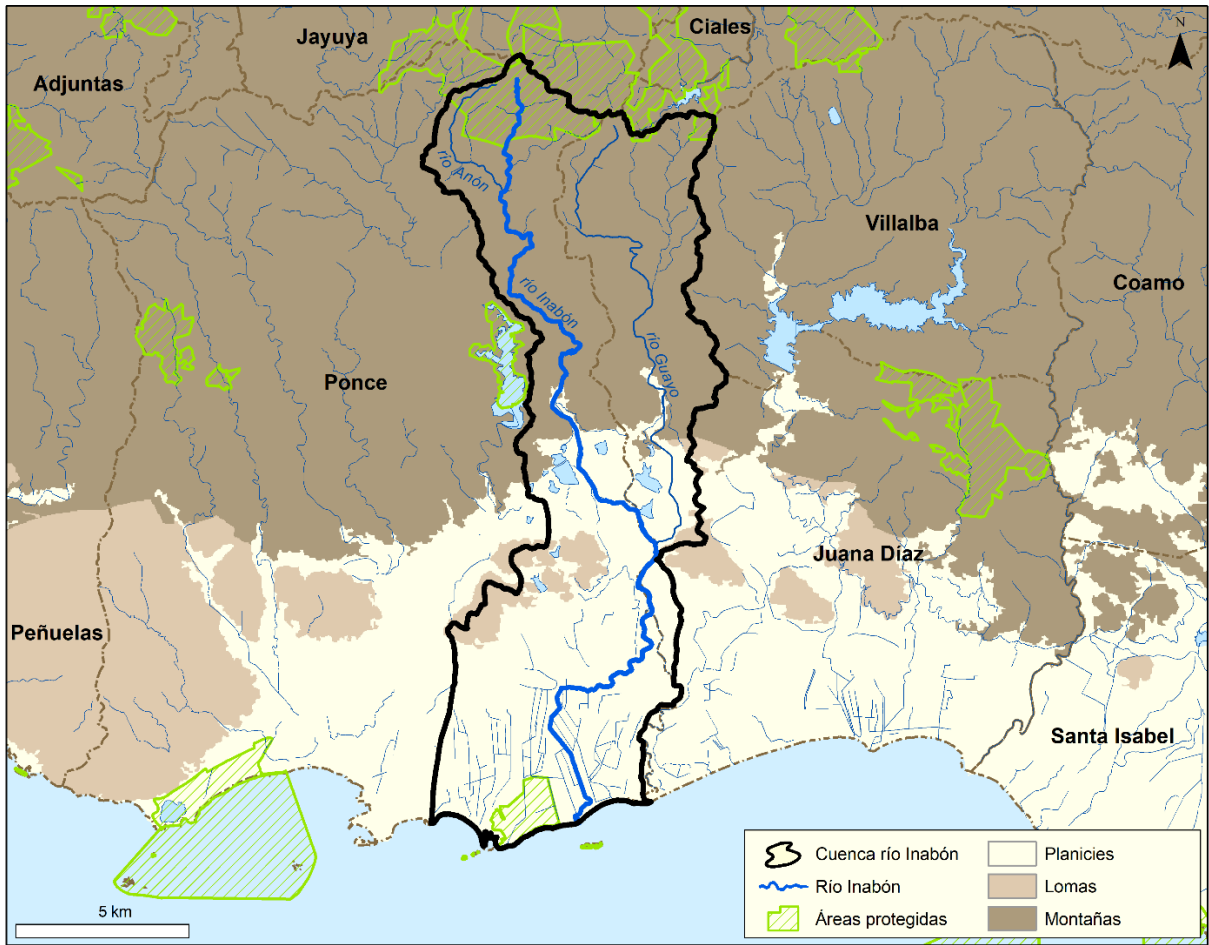 N
Jayuya
Ciales
Adjuntas
río Anón
Villalba
Coamo
río Inabón
río Guayo
Ponce
Juana Díaz
Peñuelas
Santa Isabel
Cuenca río Inabón
Río Inabón
Áreas protegidas
Planicies
Lomas
Montañas
5 km